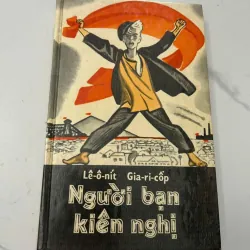 Lê-ô-nít Gia-ri-cốp
Người bạn
kiên nghị